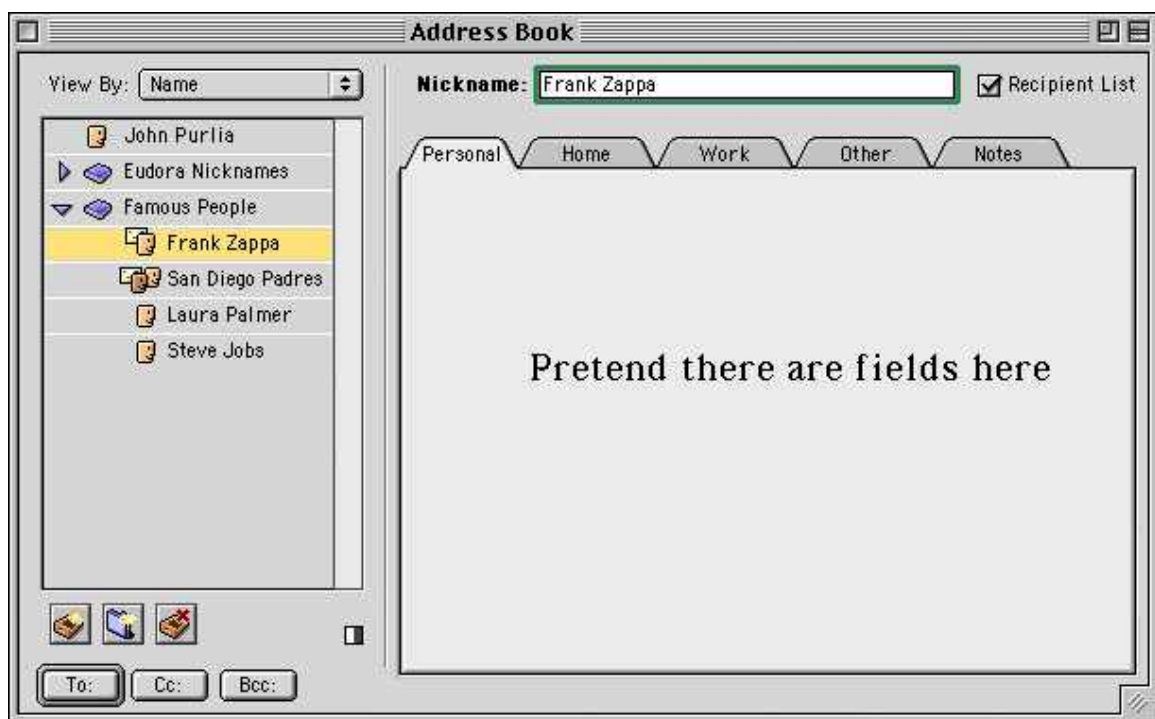 Address Book
View By: Name
Nickname: Frank Zappa
Recipient List
John Purlia
Eudora Nicknames
Famous People
Frank Zappa
San Diego Padres
Laura Palmer
Steve Jobs
Personal Home Work Other Notes
Pretend there are fields here
To: Cc: Bcc: